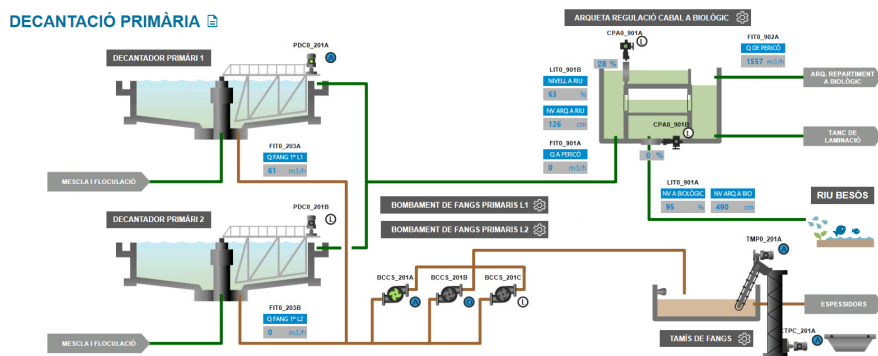 DECANTACIÓ PRIMÀRIA
ARQUETA REGULACIÓ CABAL A BIOLÒGIC
DECANTADOR PRIMÀRI 1
PDC0_201A
A
CPA0_901A
L
28 %
FIT0_902A
Q DE PERICÓ
1557 m3/h
LIT0_901B
NIVELL A RIU
63 %
NV ARQ A RIU
126 cm
ARQ. REPARTIMENT
A BIOLÒGIC
CPA0_901B
L
0 %
TANC DE
LAMINACIÓ
FIT0_203A
Q FANG 1ª L1
61 m3/h
FIT0_901A
Q A PERICÓ
0 m3/h
MESCLA I FLOCULACIÓ
LIT0_901A
NV A BIOLÒGIC
95 %
NV ARQ A BIO
490 cm
RIU BESÒS
DECANTADOR PRIMÀRI 2
PDC0_201B
L
BOMBAMENT DE FANGS PRIMARIS L1
BOMBAMENT DE FANGS PRIMARIS L2
TMP0_201A
A
BCCS_201A
A
BCCS_201B
BCCS_201C
L
FIT0_203B
Q FANG 1ª L2
0 m3/h
ESPESSIDORS
MESCLA I FLOCULACIÓ
TAMÍS DE FANGS
CTPC_201A
A